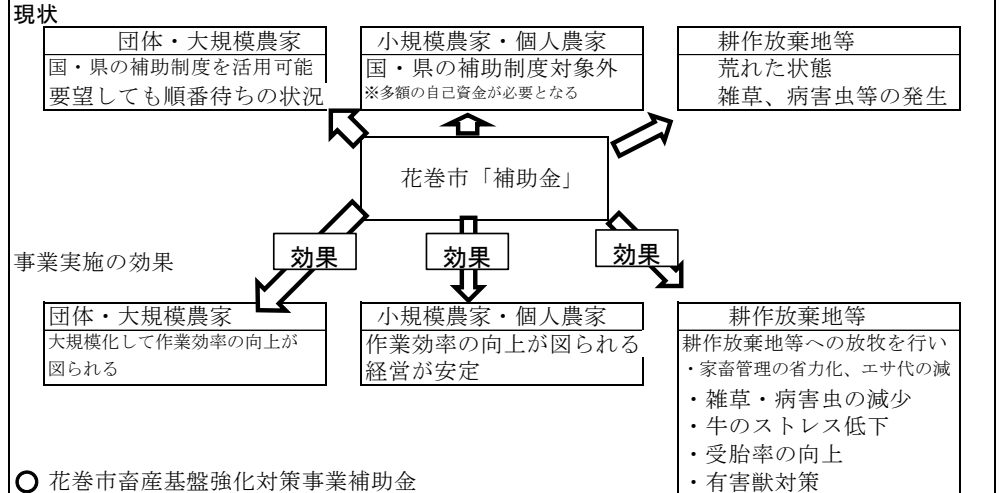 現状
団体・大規模農家
国・県の補助制度を活用可能
要望しても順番待ちの状況
小規模農家・個人農家
国・県の補助制度対象外
※多額の自己資金が必要となる
耕作放棄地等
荒れた状態
雑草、病害虫等の発生
花巻市「補助金」
効果
効果
効果
事業実施の効果
団体・大規模農家
大規模化して作業効率の向上が
図られる
小規模農家・個人農家
作業効率の向上が図られる
経営が安定
耕作放棄地等
耕作放棄地等への放牧を行い
・家畜管理の省力化、エサ代の減
・雑草・病害虫の減少
・牛のストレス低下
・受胎率の向上
・有害獣対策
○ 花巻市畜産基盤強化対策事業補助金